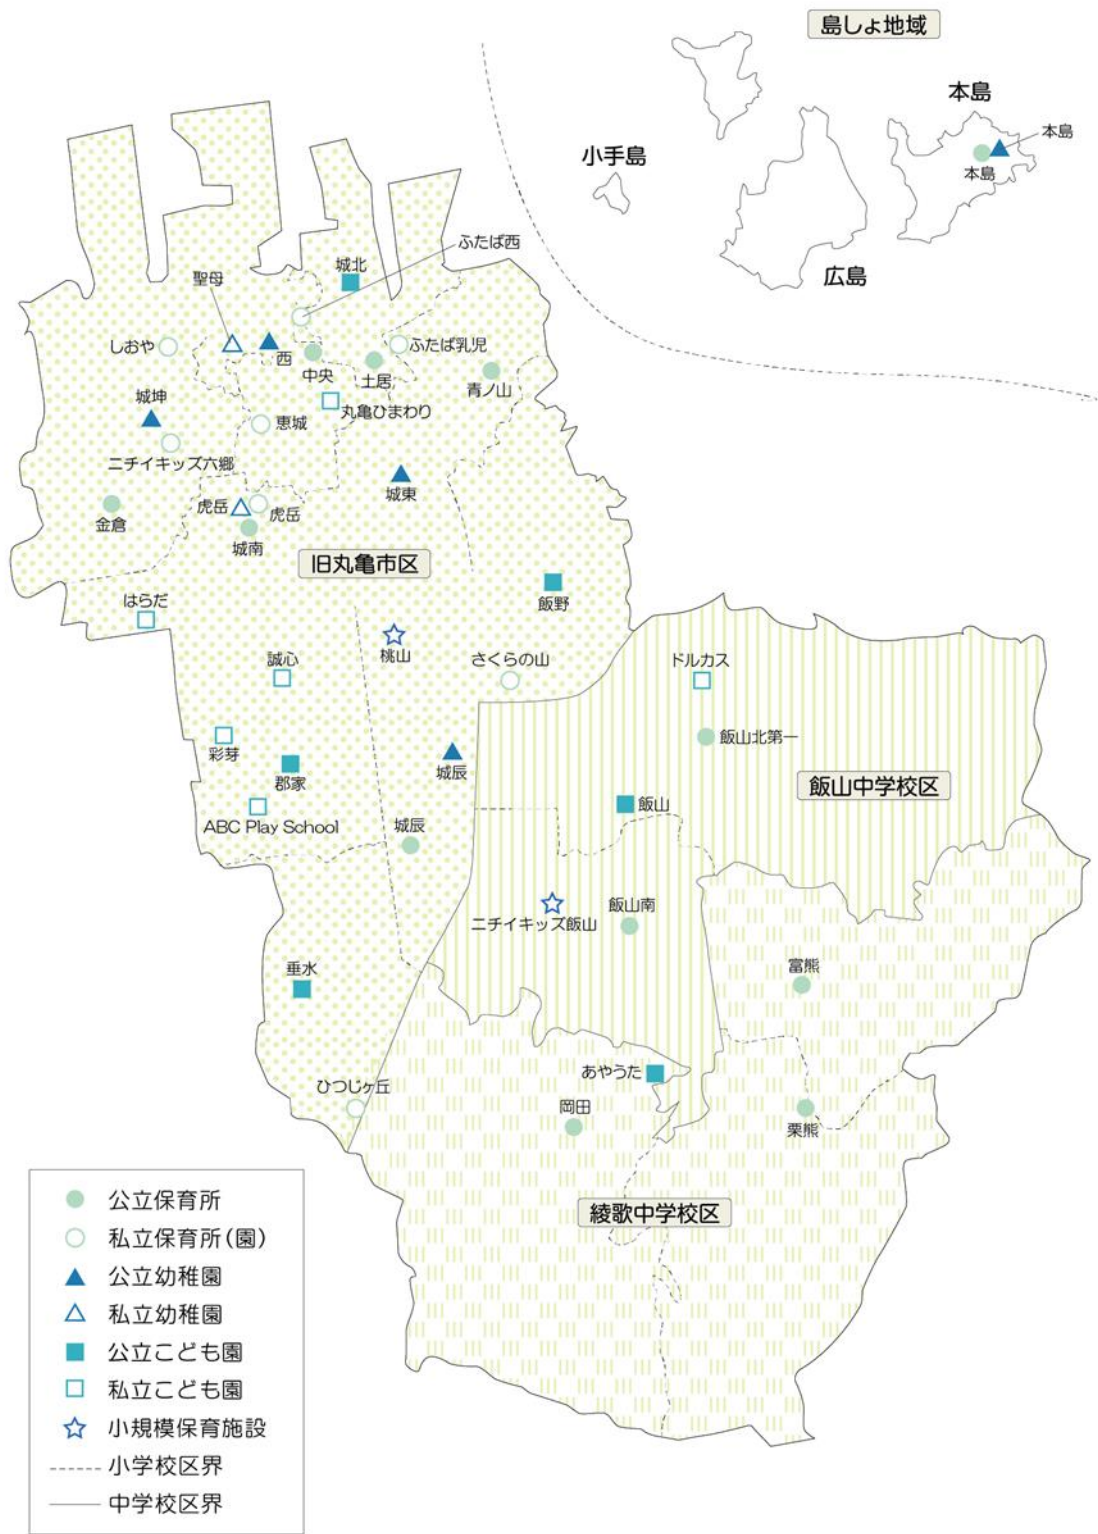 島しょ地域
本島
本島
本島
小手島
広島
ふたば西
城北
聖母
しおや
西
中央
土居
ふたば乳児
青ノ山
城坤
丸亀ひまわり
恵城
ニチイキッズ六郷
城東
金倉
虎岳
虎岳
城南
旧丸亀市区
はらだ
飯野
桃山
誠心
さくらの山
ドルカス
彩芽
郡家
城辰
飯山北第一
飯山中学校区
飯山
ABC Play School
城辰
ニチイキッズ飯山
飯山南
垂水
富熊
あやうた
ひつじヶ丘
岡田
栗熊
綾歌中学校区
公立保育所
私立保育所(園)
公立幼稚園
私立幼稚園
公立こども園
私立こども園
小規模保育施設
小学校区界
中学校区界